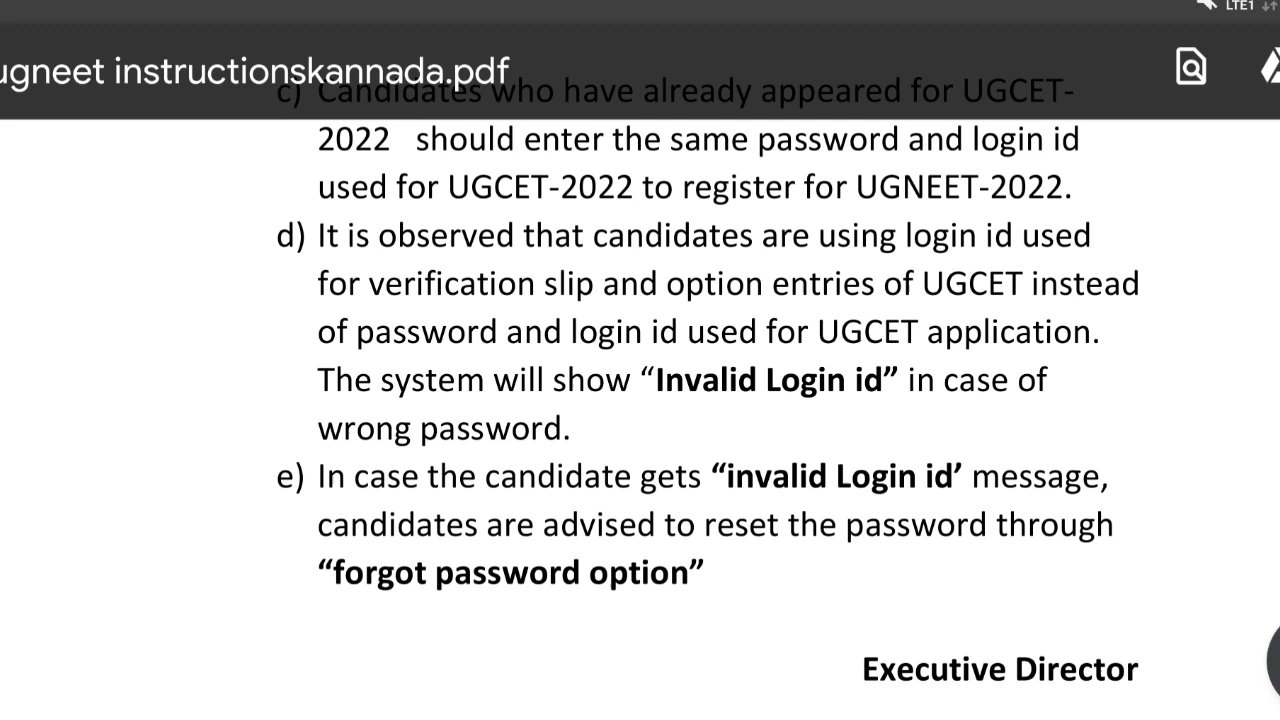 LTE1
ugneet instructionskannada.pdf
c) Candidates who have already appeared for UGCET-
2022 should enter the same password and login id
used for UGCET-2022 to register for UGNEET-2022.
d) It is observed that candidates are using login id used
for verification slip and option entries of UGCET instead
of password and login id used for UGCET application.
The system will show “Invalid Login id” in case of
wrong password.
e) In case the candidate gets “invalid Login id’ message,
candidates are advised to reset the password through
“forgot password option”
Executive Director